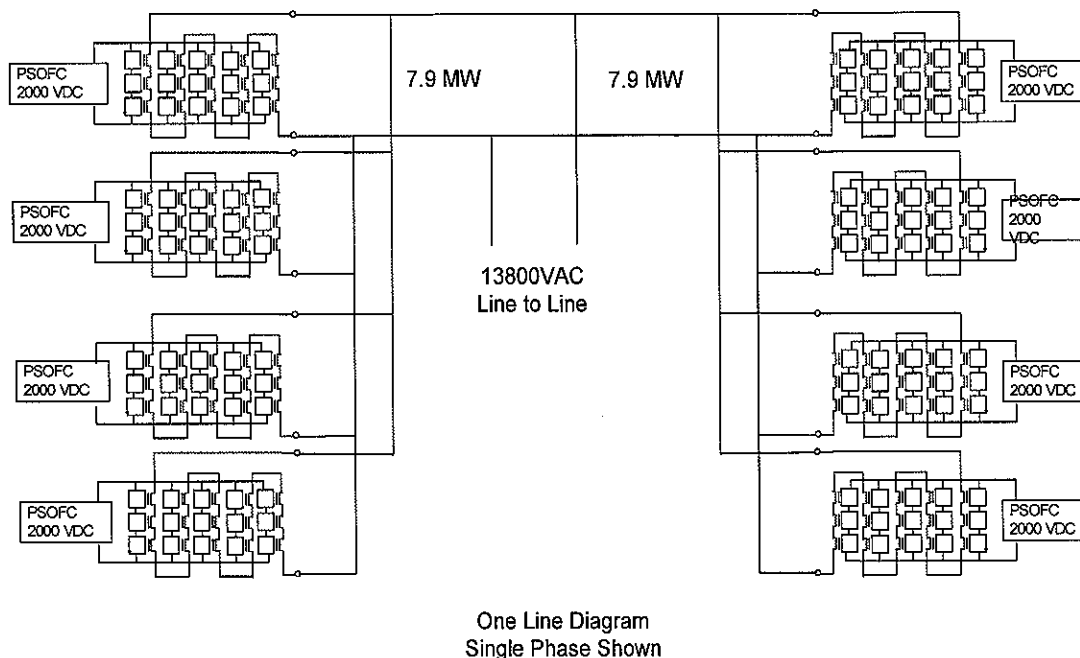 PSOFC
2000 VDC
7.9 MW
7.9 MW
PSOFC
2000 VDC
PSOFC
2000 VDC
PSOFC
2000
VDC
13800VAC
Line to Line
PSOFC
2000 VDC
PSOFC
2000 VDC
PSOFC
2000 VDC
PSOFC
2000 VDC
One Line Diagram
Single Phase Shown